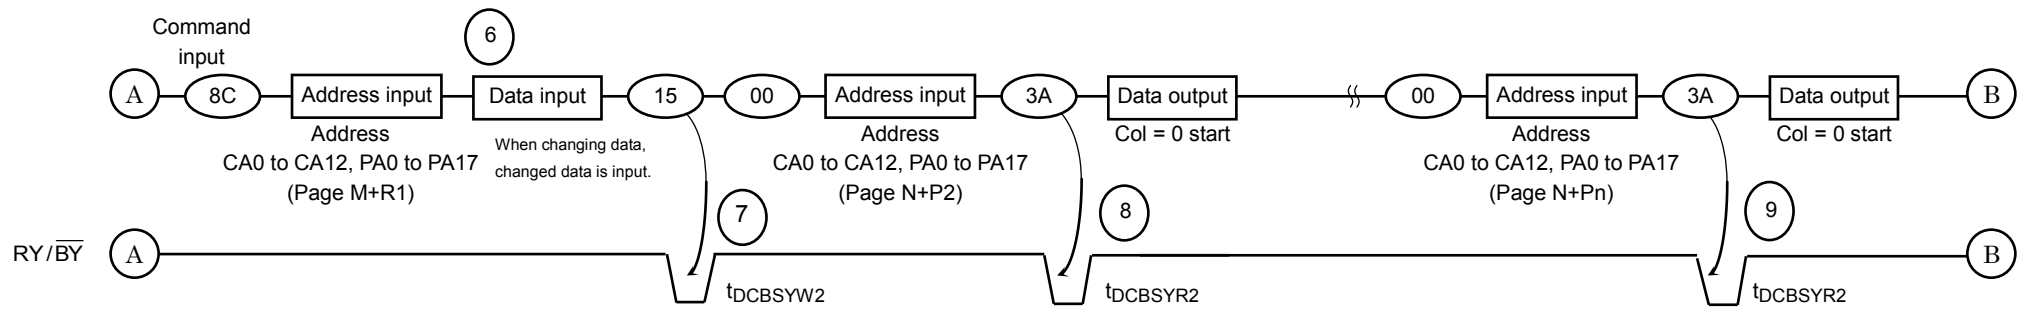 Command
input
6
A 8C Address input Data input 15 00 Address input 3A Data output 00 Address input 3A Data output B
Address
CA0 to CA12, PA0 to PA17
(Page M+R1)
When changing data,
changed data is input.
Address
CA0 to CA12, PA0 to PA17
(Page N+P2)
Col = 0 start
Address
CA0 to CA12, PA0 to PA17
(Page N+Pn)
Col = 0 start
7
8
9
RY/BY A B
tDCBSYW2
tDCBSYR2
tDCBSYR2